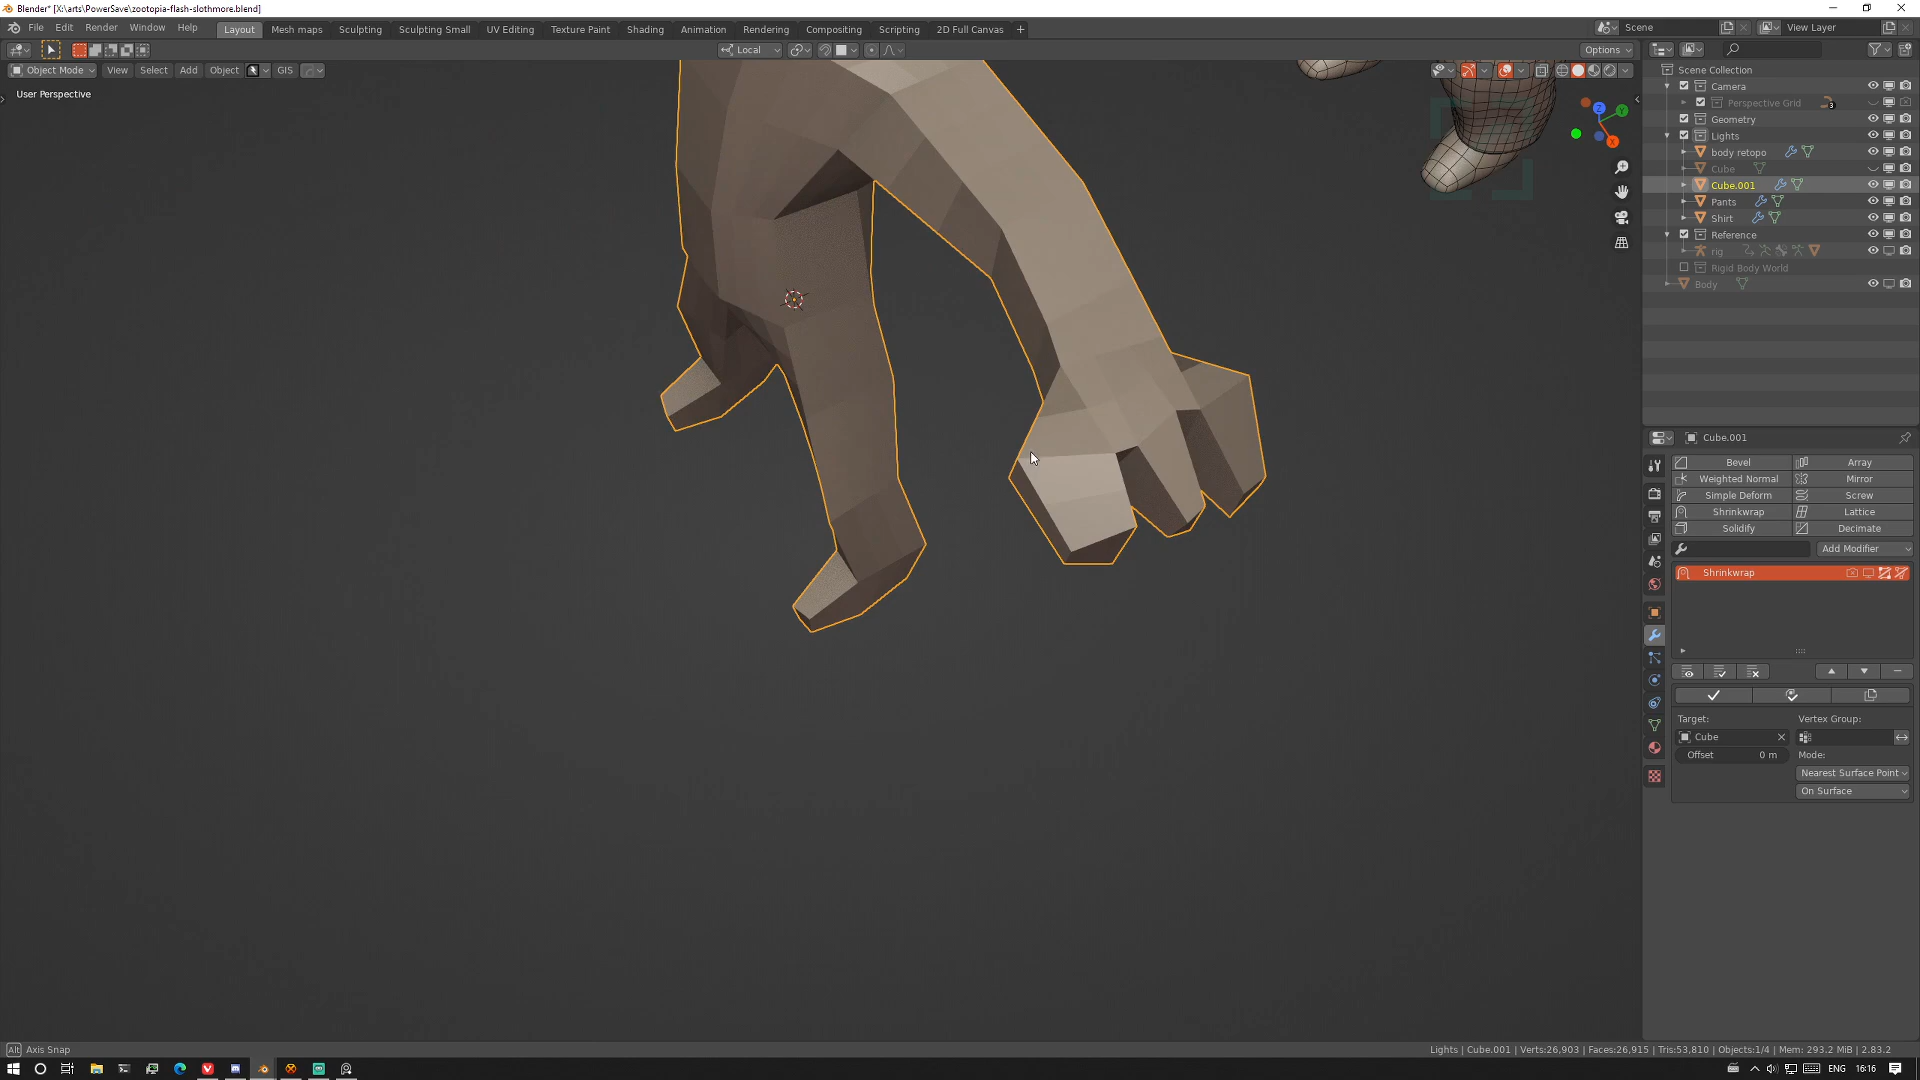 Blender* [X:\arts\PowerSave\zootopia-flash-slothmore.blend]
File Edit Render Window Help Layout Mesh maps Sculpting Sculpting Small UV Editing Texture Paint Shading Animation Rendering Compositing Scripting 2D Full Canvas + Scene View Layer
Local Options
Object Mode View Select Add Object GIS
User Perspective
Scene Collection
Camera
Perspective Grid 3
Geometry
Lights
body retopo
Cube
Cube.001
Pants
Shirt
Reference
rig
Rigid Body World
Body
Z Y X
Cube.001
Bevel Array
Weighted Normal Mirror
Simple Deform Screw
Shrinkwrap Lattice
Solidify Decimate
Add Modifier
Shrinkwrap
Target: Vertex Group:
Cube
Offset 0 m Mode:
Nearest Surface Point
On Surface
Alt Axis Snap
Lights | Cube.001 | Verts:26,903 | Faces:26,915 | Tris:53,810 | Objects:1/4 | Mem: 293.2 MiB | 2.83.2
ENG 16:16